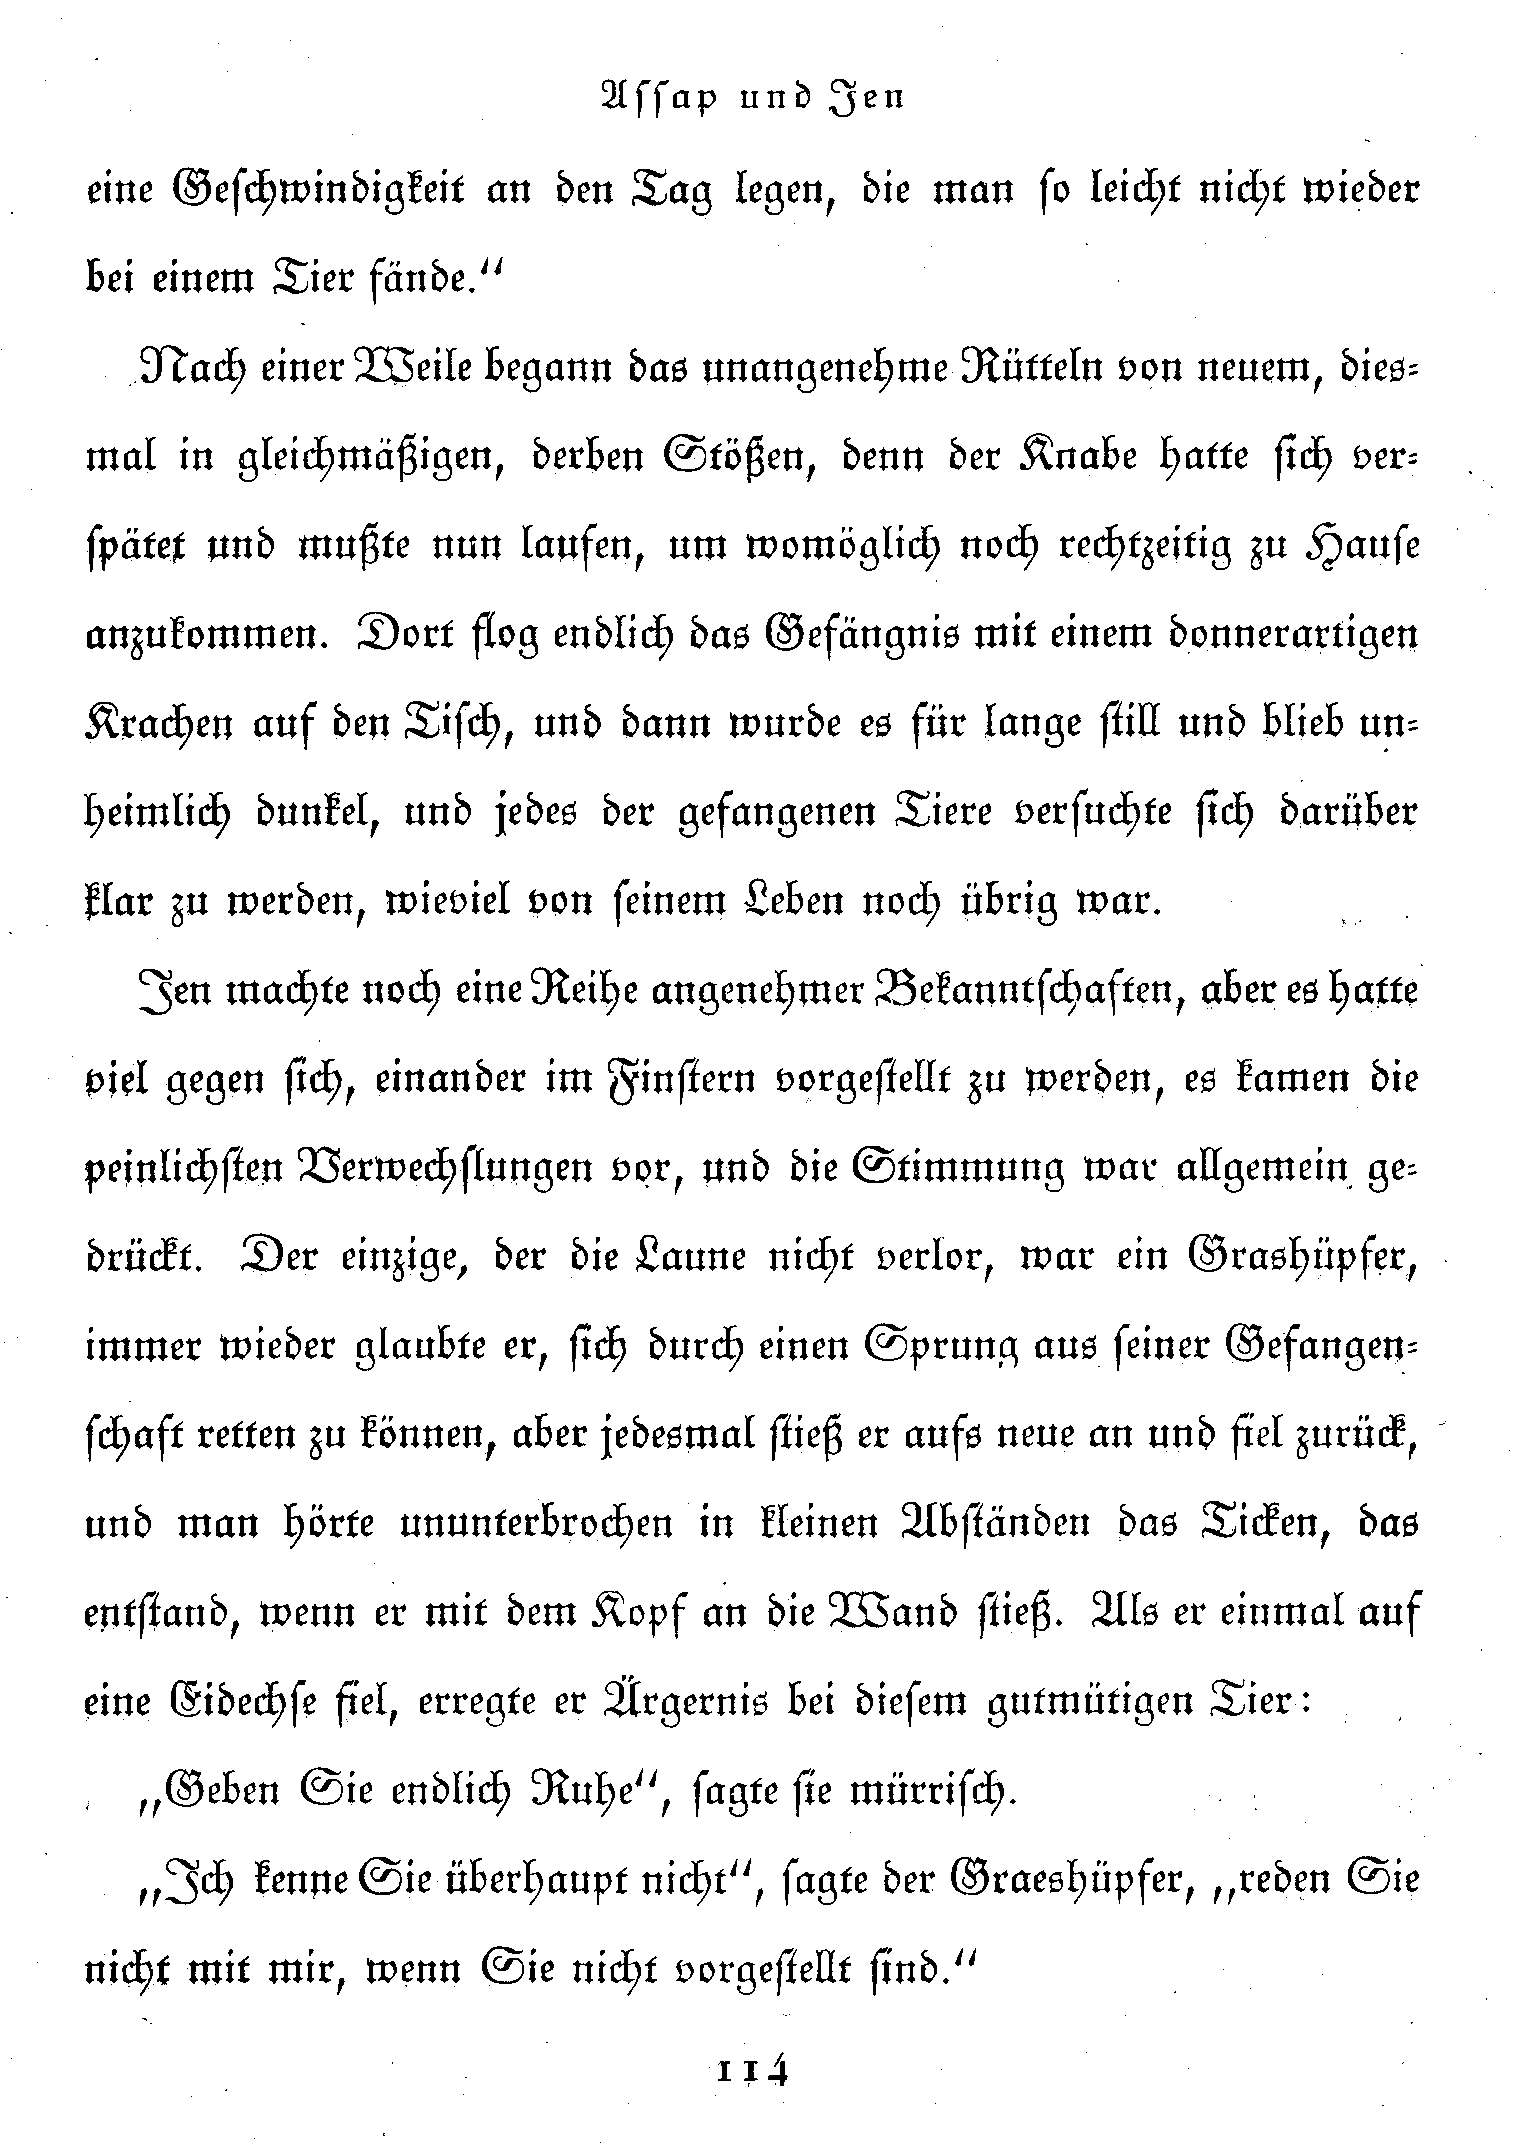 Assap und Jen
eine Geschwindigkeit an den Tag legen, die man so leicht nicht wieder
bei einem Tier fände.“
Nach einer Weile begann das unangenehme Rütteln von neuem, dies-
mal in gleichmäßigen, derben Stößen, denn der Knabe hatte sich ver-
spätet und mußte nun laufen, um womöglich noch rechtzeitig zu Hause
anzukommen. Dort flog endlich das Gefängnis mit einem donnerartigen
Krachen auf den Tisch, und dann wurde es für lange still und blieb un-
heimlich dunkel, und jedes der gefangenen Tiere versuchte sich darüber
klar zu werden, wieviel von seinem Leben noch übrig war.
Jen machte noch eine Reihe angenehmer Bekanntschaften, aber es hatte
viel gegen sich, einander im Finstern vorgestellt zu werden, es kamen die
peinlichsten Verwechslungen vor, und die Stimmung war allgemein ge-
drückt. Der einzige, der die Laune nicht verlor, war ein Grashüpfer,
immer wieder glaubte er, sich durch einen Sprung aus seiner Gefangen-
schaft retten zu können, aber jedesmal stieß er aufs neue an und fiel zurück,
und man hörte ununterbrochen in kleinen Abständen das Ticken, das
entstand, wenn er mit dem Kopf an die Wand stieß. Als er einmal auf
eine Eidechse fiel, erregte er Ärgernis bei diesem gutmütigen Tier:
„Geben Sie endlich Ruhe“, sagte sie mürrisch.
„Ich kenne Sie überhaupt nicht“, sagte der Graeshüpfer, „reden Sie
nicht mit mir, wenn Sie nicht vorgestellt sind.“
114